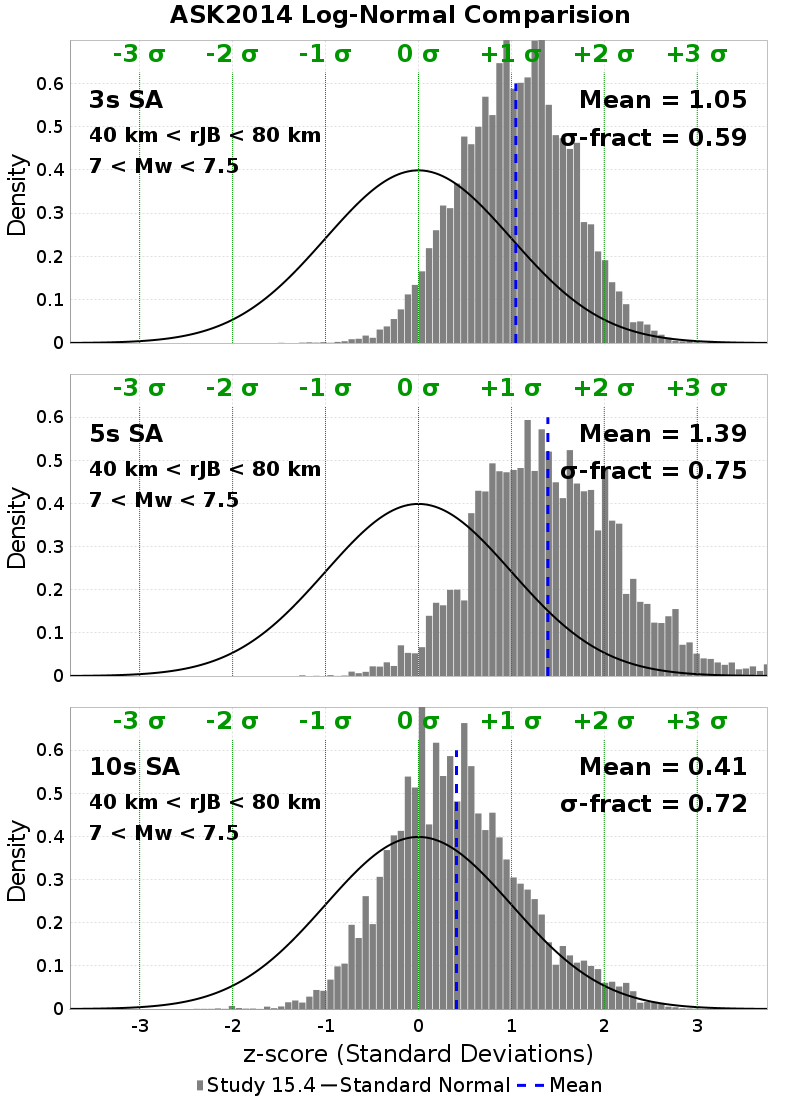 ASK2014 Log-Normal Comparision
-3 σ -2 σ -1 σ 0 σ +1 σ +2 σ +3 σ
3s SA
40 km < rJB < 80 km
7 < Mw < 7.5
Mean = 1.05
σ-fract = 0.59
Density
0.6
0.5
0.4
0.3
0.2
0.1
0
-3 σ -2 σ -1 σ 0 σ +1 σ +2 σ +3 σ
5s SA
40 km < rJB < 80 km
7 < Mw < 7.5
Mean = 1.39
σ-fract = 0.75
Density
0.6
0.5
0.4
0.3
0.2
0.1
0
-3 σ -2 σ -1 σ 0 σ +1 σ +2 σ +3 σ
10s SA
40 km < rJB < 80 km
7 < Mw < 7.5
Mean = 0.41
σ-fract = 0.72
Density
0.6
0.5
0.4
0.3
0.2
0.1
0
-3 -2 -1 0 1 2 3
z-score (Standard Deviations)
Study 15.4 Standard Normal Mean